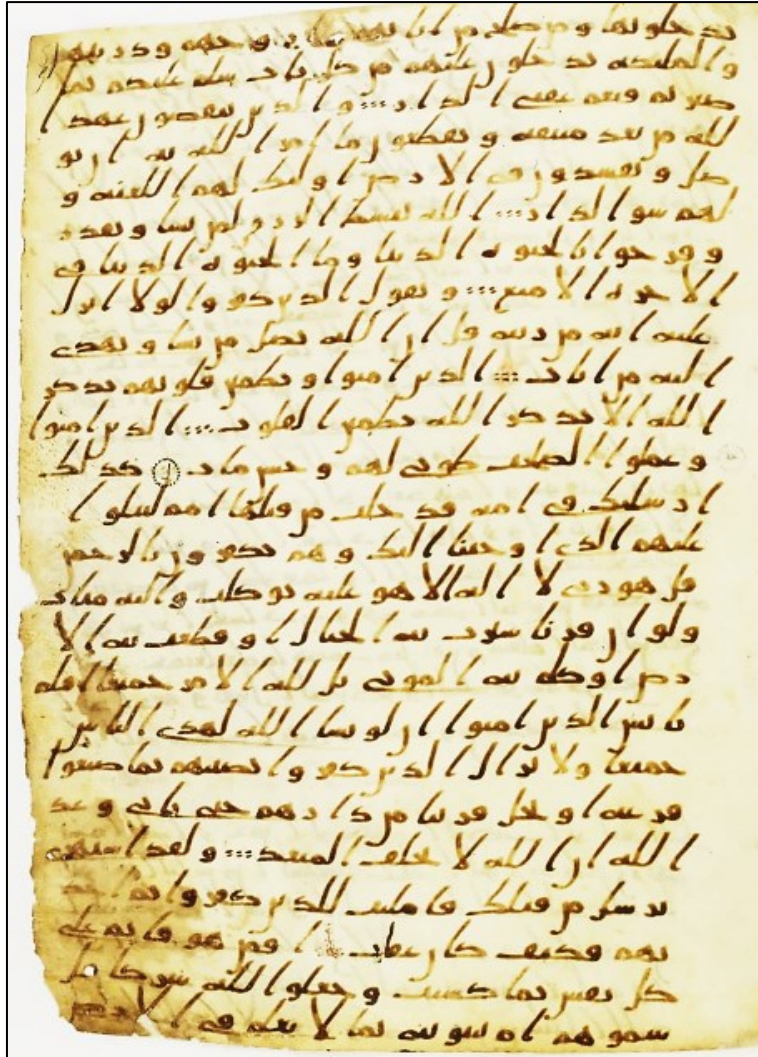 يدخلونها ومن صلح من ابايهم وازوجهم وذريتهم
والمليكه يدخلون عليهم من كل باب سلم عليكم بما
صبرتم فنعم عقبى الدار والذين ينقضون عهد ا
لله من بعد ميثقه ويقطعون ما امر الله به ان يو
صل ويفسدون في الارض اوليك لهم اللعنه و
لهم سوا الدار الله يبسط الرزق لمن يشا ويقدر
وفرحوا بالحيوه الدنيا وما الحيوه الدنيا في
الاخره الا متع ويقول الذين كفروا لولا انزل
عليه ايه من ربه قل ان الله يضل من يشا ويهدي
اليه من اناب الذين امنوا وتطمين قلوبهم بذكر
الله الا بذكر الله تطمين القلوب الذين امنوا
وعملوا الصلحت طوبى لهم وحسن ماب كذلك
ارسلنك في امه قد خلت من قبلها امم لتتلوا
عليهم الذي اوحينا اليك وهم يكفرون بالرحمن
قل هو ربي لا اله الا هو عليه توكلت واليه متاب
ولو ان قرنا سيرت به الجبال او قطعت به الا
رض او كلم به الموتى بل لله الامر جميعا افلم
يايس الذين امنوا ان لو يشا الله لهدى الناس
جميعا ولا يزال الذين كفروا تصيبهم بما صنعوا
قرعه او تحل قريبا من دارهم حتى ياتي وعد
الله ان الله لا يخلف الميعد ولقد استهزي
برسل من قبلك فامليت للذين كفروا ثم اخذ
تهم فكيف كان عقاب افمن هو قايم على
كل نفس بما كسبت وجعلوا لله شركا قل
سموهم ام تنبونه بما لا يعلم في الارض